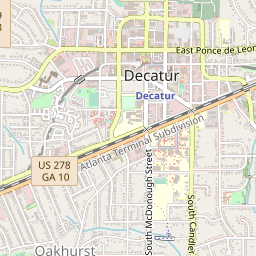 East Ponce de Leon
Decatur
Decatur
Atlanta Terminal Subdivision
US 278
GA 10
South McDonough Street
South Candler
Oakhurst